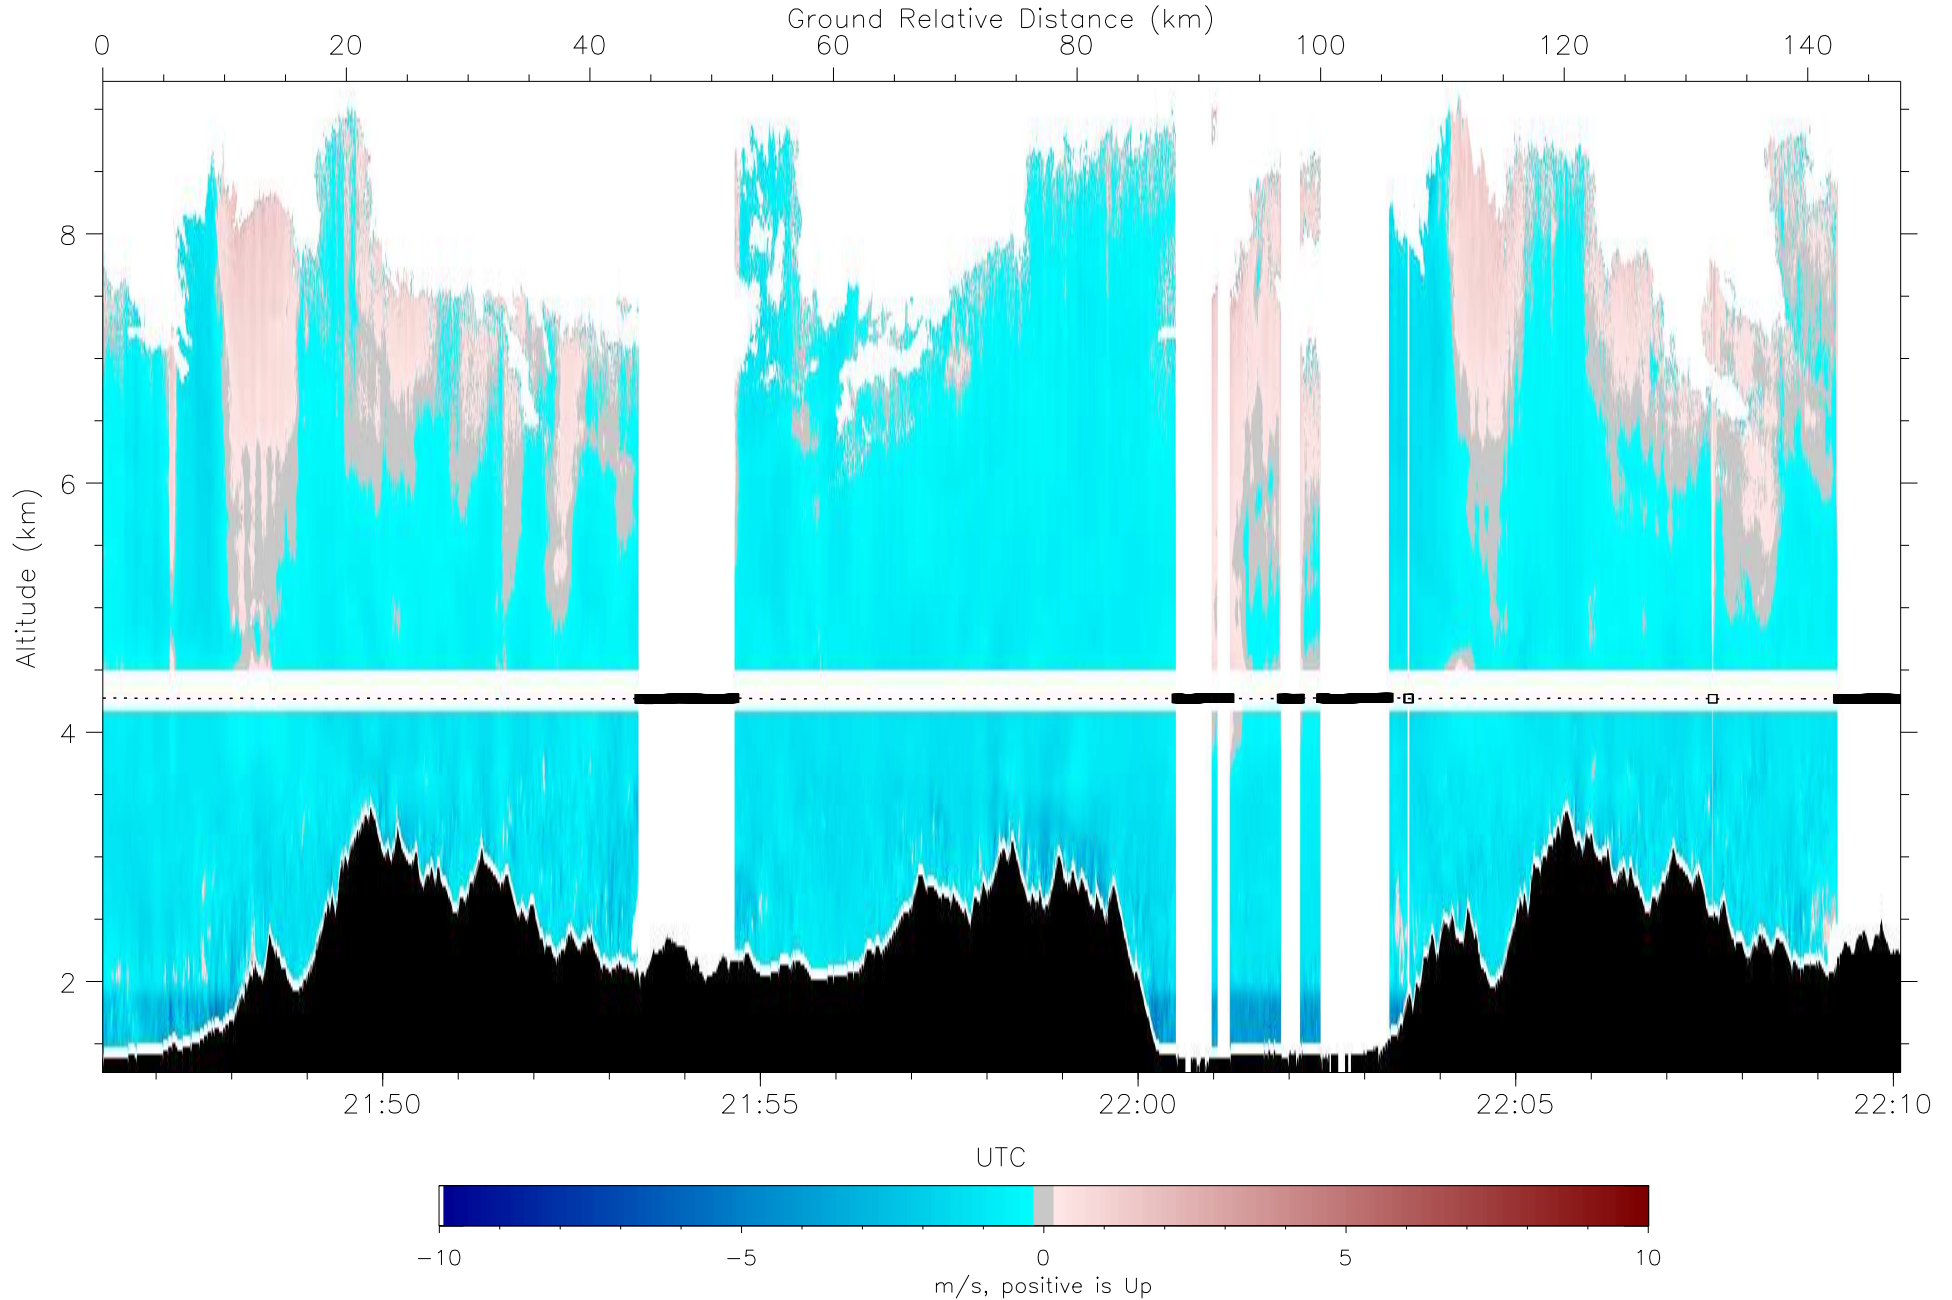 Ground Relative Distance (km)
0 20 40 60 80 100 120 140
8
6
4
2
Altitude (km)
21:50 21:55 22:00 22:05 22:10
UTC
−10 −5 0 5 10
m/s, positive is Up